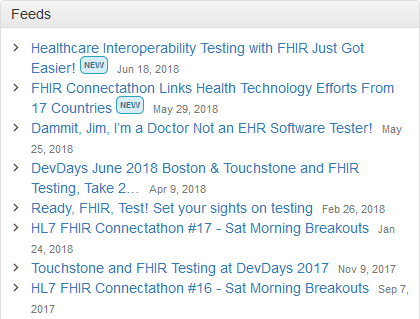 Feeds
Healthcare Interoperability Testing with FHIR Just Got
Easier! NEW Jun 18, 2018
FHIR Connectathon Links Health Technology Efforts From
17 Countries NEW May 29, 2018
Dammit, Jim, I'm a Doctor Not an EHR Software Tester! May
25, 2018
DevDays June 2018 Boston & Touchstone and FHIR
Testing, Take 2… Apr 9, 2018
Ready, FHIR, Test! Set your sights on testing Feb 26, 2018
HL7 FHIR Connectathon #17 - Sat Morning Breakouts Jan
24, 2018
Touchstone and FHIR Testing at DevDays 2017 Nov 9, 2017
HL7 FHIR Connectathon #16 - Sat Morning Breakouts Sep 7,
2017